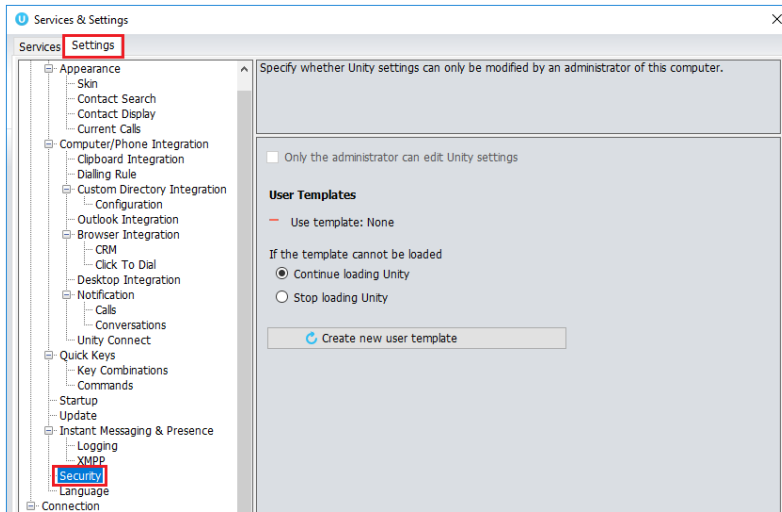 Services & Settings
Services
Settings
Appearance
Skin
Contact Search
Contact Display
Current Calls
Computer/Phone Integration
Clipboard Integration
Dialling Rule
Custom Directory Integration
Configuration
Outlook Integration
Browser Integration
CRM
Click To Dial
Desktop Integration
Notification
Calls
Conversations
Unity Connect
Quick Keys
Key Combinations
Commands
Startup
Update
Instant Messaging & Presence
Logging
XMPP
Security
Language
Connection
Specify whether Unity settings can only be modified by an administrator of this computer.
Only the administrator can edit Unity settings
User Templates
Use template: None
If the template cannot be loaded
Continue loading Unity
Stop loading Unity
Create new user template